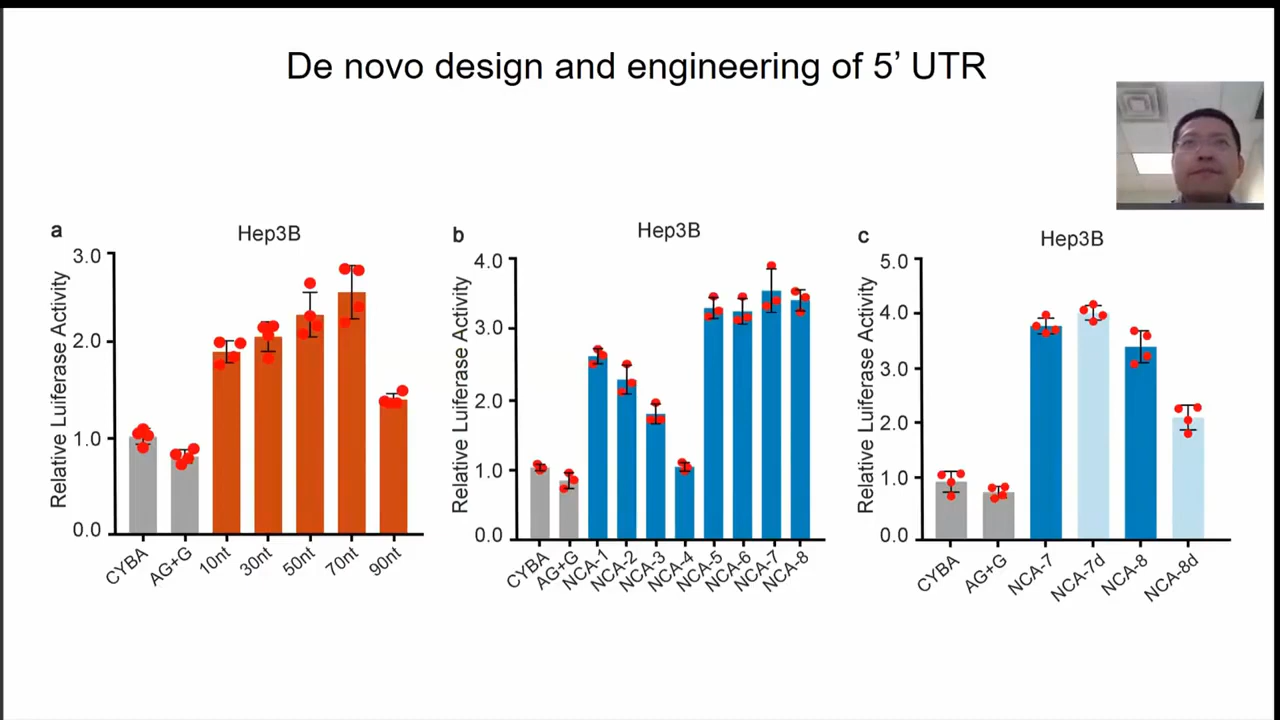 De novo design and engineering of 5’ UTR
a
Hep3B
Relative Luiferase Activity
3.0
2.0
1.0
0.0
CYBA
AG+G
10nt
30nt
50nt
70nt
90nt
b
Hep3B
Relative Luiferase Activity
4.0
3.0
2.0
1.0
0.0
CYBA
AG+G
NCA-1
NCA-2
NCA-3
NCA-4
NCA-5
NCA-6
NCA-7
NCA-8
c
Hep3B
Relative Luiferase Activity
5.0
4.0
3.0
2.0
1.0
0.0
CYBA
AG+G
NCA-7
NCA-7d
NCA-8
NCA-8d